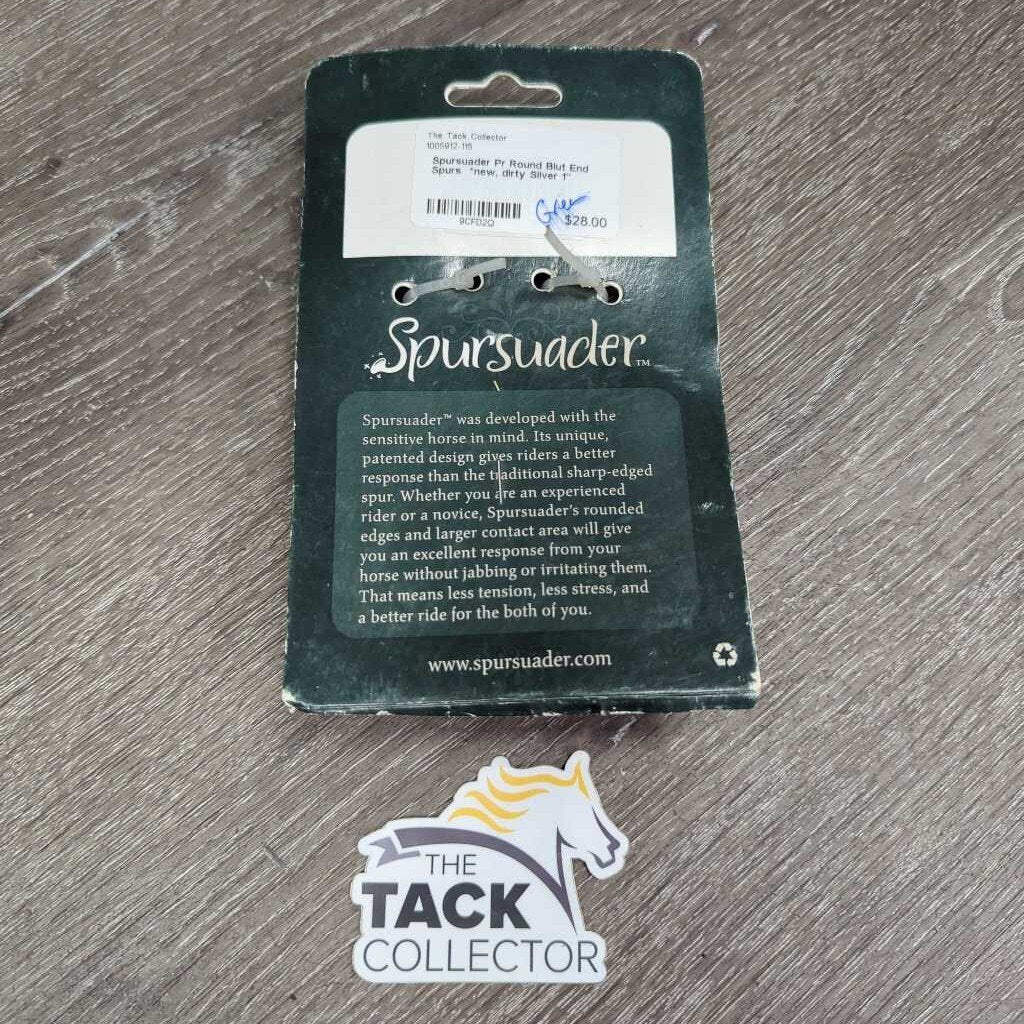 The Tack Collector
1005912-115
Spursuader Pr Round Blut End
Spurs *new, dirty Silver 1"
9CFD2Q
$28.00
Spursuader™
Spursuader™ was developed with the
sensitive horse in mind. Its unique,
patented design gives riders a better
response than the traditional sharp-edged
spur. Whether you are an experienced
rider or a novice, Spursuader's rounded
edges and larger contact area will give
you an excellent response from your
horse without jabbing or irritating them.
That means less tension, less stress, and
a better ride for the both of you.
www.spursuader.com
THE
TACK
COLLECTOR